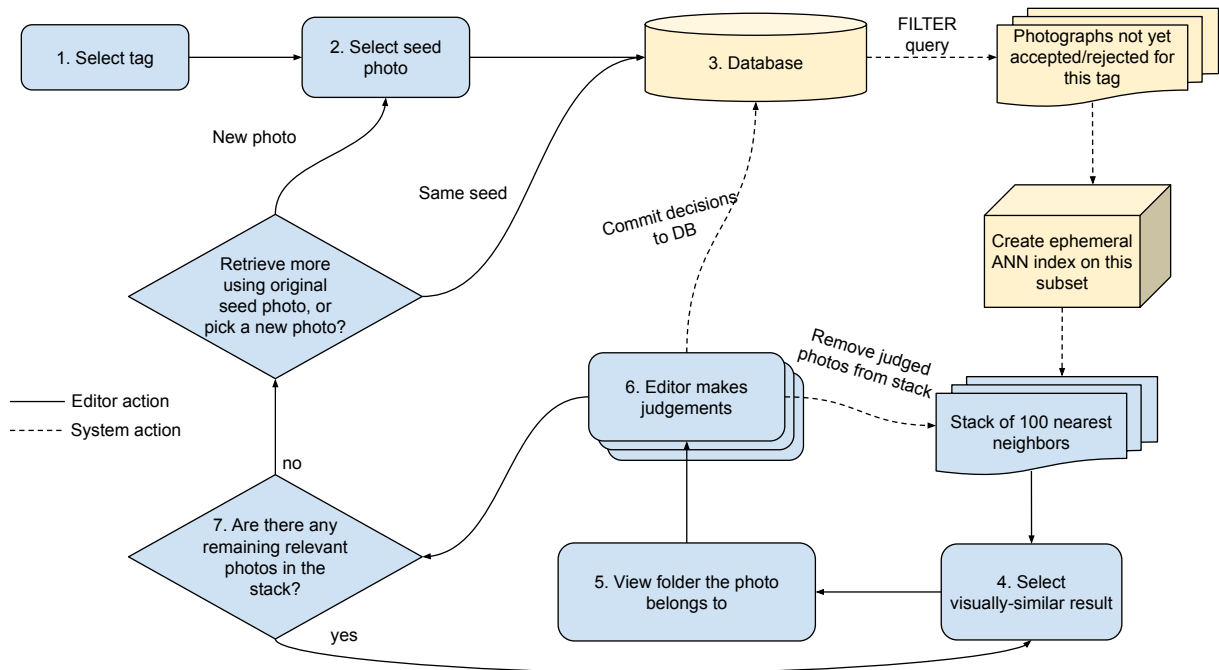 1. Select tag
2. Select seed
photo
3. Database
FILTER
query
Photographs not yet
accepted/rejected for
this tag
New photo
Same seed
Commit decisions
to DB
Create ephemeral
ANN index on this
subset
Retrieve more
using original
seed photo, or
pick a new photo?
Remove judged
photos from stack
6. Editor makes
judgements
Stack of 100 nearest
neighbors
Editor action
System action
no
7. Are there any
remaining relevant
photos in the
stack?
5. View folder the photo
belongs to
4. Select
visually-similar result
yes